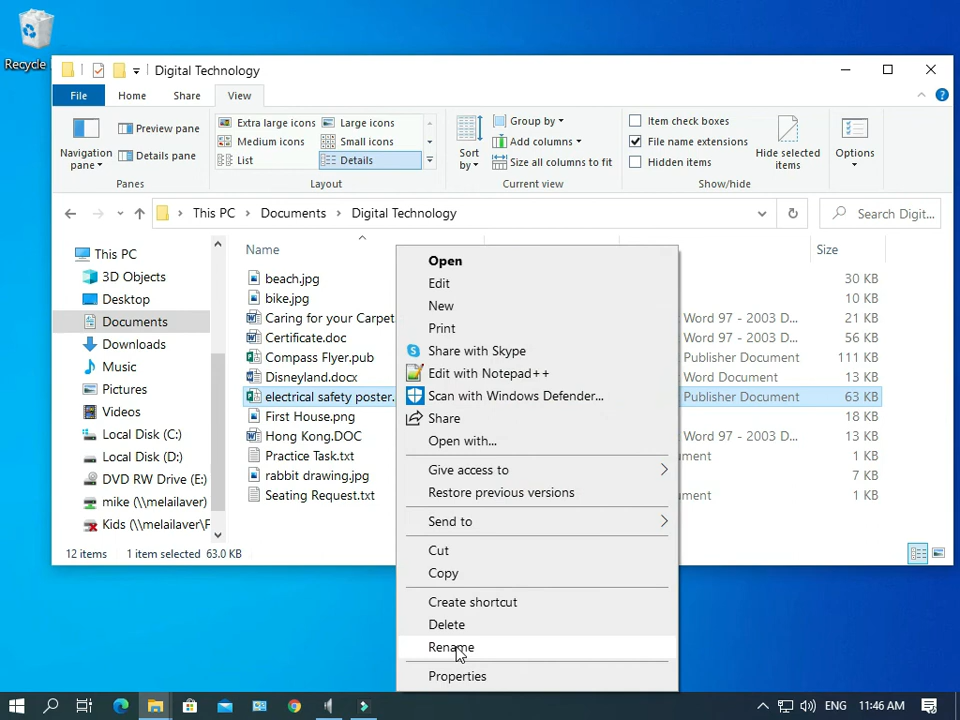 Recycle
Digital Technology
File Home Share View
Navigation pane
Preview pane
Details pane
Panes
Extra large icons Large icons
Medium icons Small icons
List Details
Layout
Sort by
Group by
Add columns
Size all columns to fit
Current view
Item check boxes
File name extensions
Hidden items
Hide selected items
Show/hide
Options
This PC Documents Digital Technology
Search Digit...
This PC
3D Objects
Desktop
Documents
Downloads
Music
Pictures
Videos
Local Disk (C:)
Local Disk (D:)
DVD RW Drive (E:)
mike (\\melailaver)
Kids (\\melailaver\F
Name Size
beach.jpg 30 KB
bike.jpg 10 KB
Caring for your Carpet Word 97 - 2003 D... 21 KB
Certificate.doc Word 97 - 2003 D... 56 KB
Compass Flyer.pub Publisher Document 111 KB
Disneyland.docx Word Document 13 KB
electrical safety poster. Publisher Document 63 KB
First House.png 18 KB
Hong Kong.DOC Word 97 - 2003 D... 13 KB
Practice Task.txt ument 1 KB
rabbit drawing.jpg 7 KB
Seating Request.txt ument 1 KB
Open
Edit
New
Print
Share with Skype
Edit with Notepad++
Scan with Windows Defender...
Share
Open with...
Give access to
Restore previous versions
Send to
Cut
Copy
Create shortcut
Delete
Rename
Properties
12 items 1 item selected 63.0 KB
ENG 11:46 AM